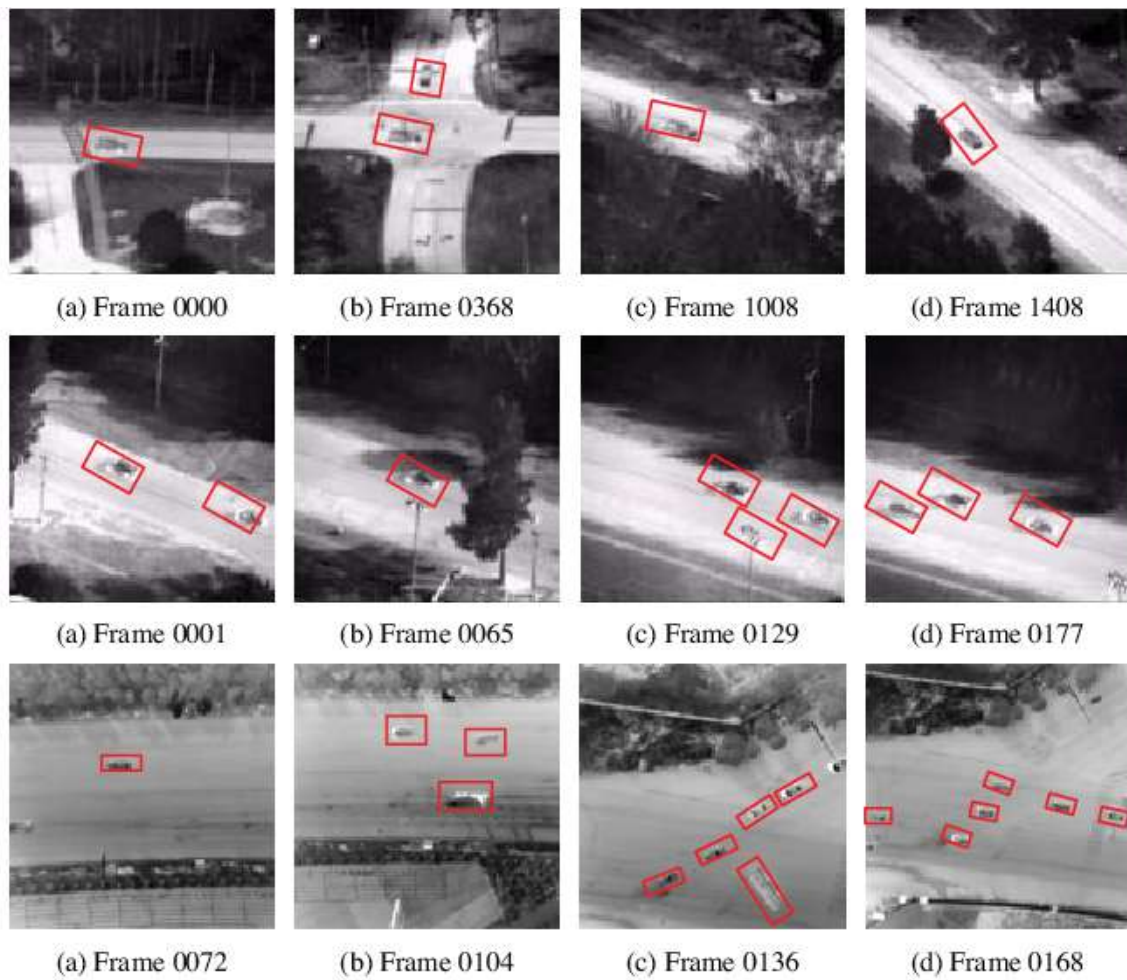 (a) Frame 0000
(b) Frame 0368
(c) Frame 1008
(d) Frame 1408
(a) Frame 0001
(b) Frame 0065
(c) Frame 0129
(d) Frame 0177
(a) Frame 0072
(b) Frame 0104
(c) Frame 0136
(d) Frame 0168